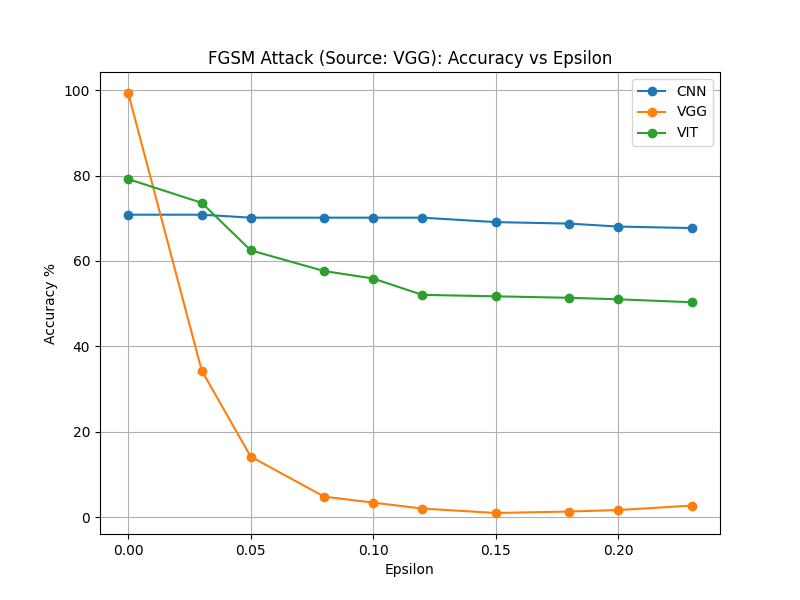 FGSM Attack (Source: VGG): Accuracy vs Epsilon
CNN
VGG
VIT
100
80
60
40
20
0
Accuracy %
0.00
0.05
0.10
0.15
0.20
Epsilon